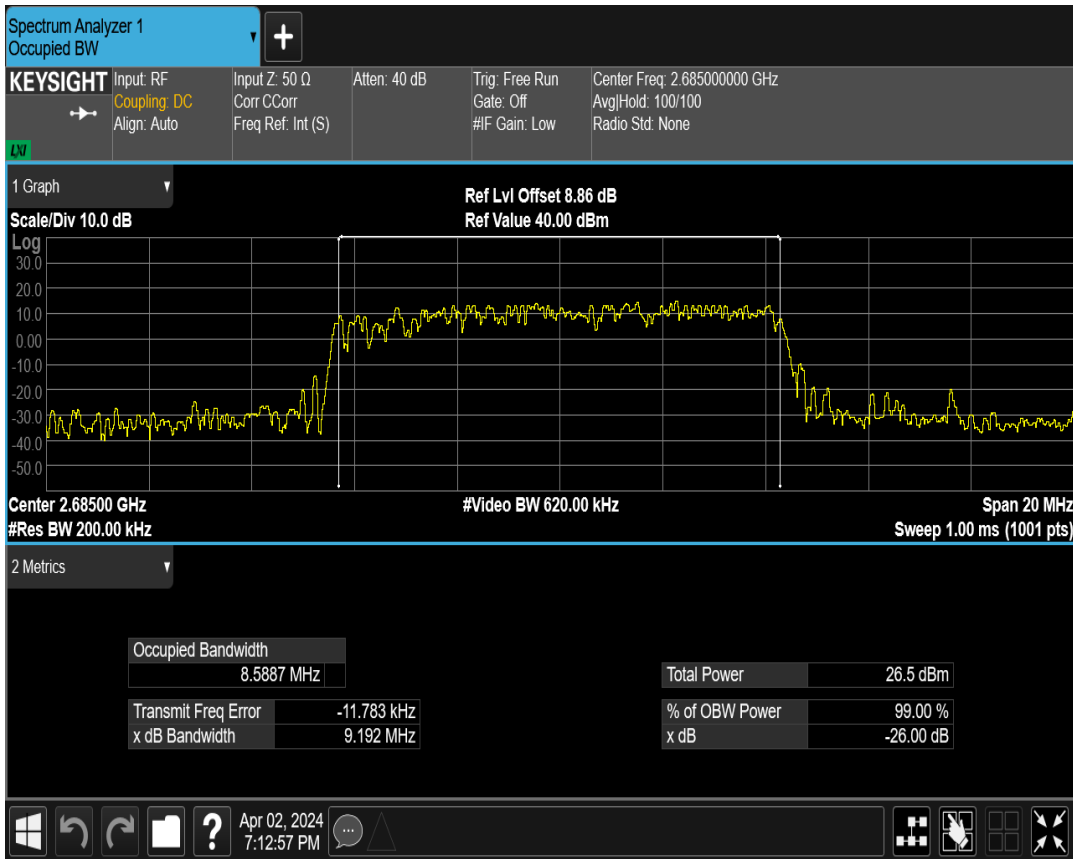 Spectrum Analyzer 1
Occupied BW
+
KEYSIGHT
LXI
Input: RF
Coupling: DC
Align: Auto
Input Z: 50 Ω
Corr CCorr
Freq Ref: Int (S)
Atten: 40 dB
Trig: Free Run
Gate: Off
#IF Gain: Low
Center Freq: 2.685000000 GHz
Avg|Hold: 100/100
Radio Std: None
1 Graph
Scale/Div 10.0 dB
Ref Lvl Offset 8.86 dB
Ref Value 40.00 dBm
Log
30.0
20.0
10.0
0.00
-10.0
-20.0
-30.0
-40.0
-50.0
Center 2.68500 GHz
#Video BW 620.00 kHz
Span 20 MHz
#Res BW 200.00 kHz
Sweep 1.00 ms (1001 pts)
2 Metrics
Occupied Bandwidth
8.5887 MHz
Total Power 26.5 dBm
Transmit Freq Error -11.783 kHz
% of OBW Power 99.00 %
x dB Bandwidth 9.192 MHz
x dB -26.00 dB
?
Apr 02, 2024
7:12:57 PM